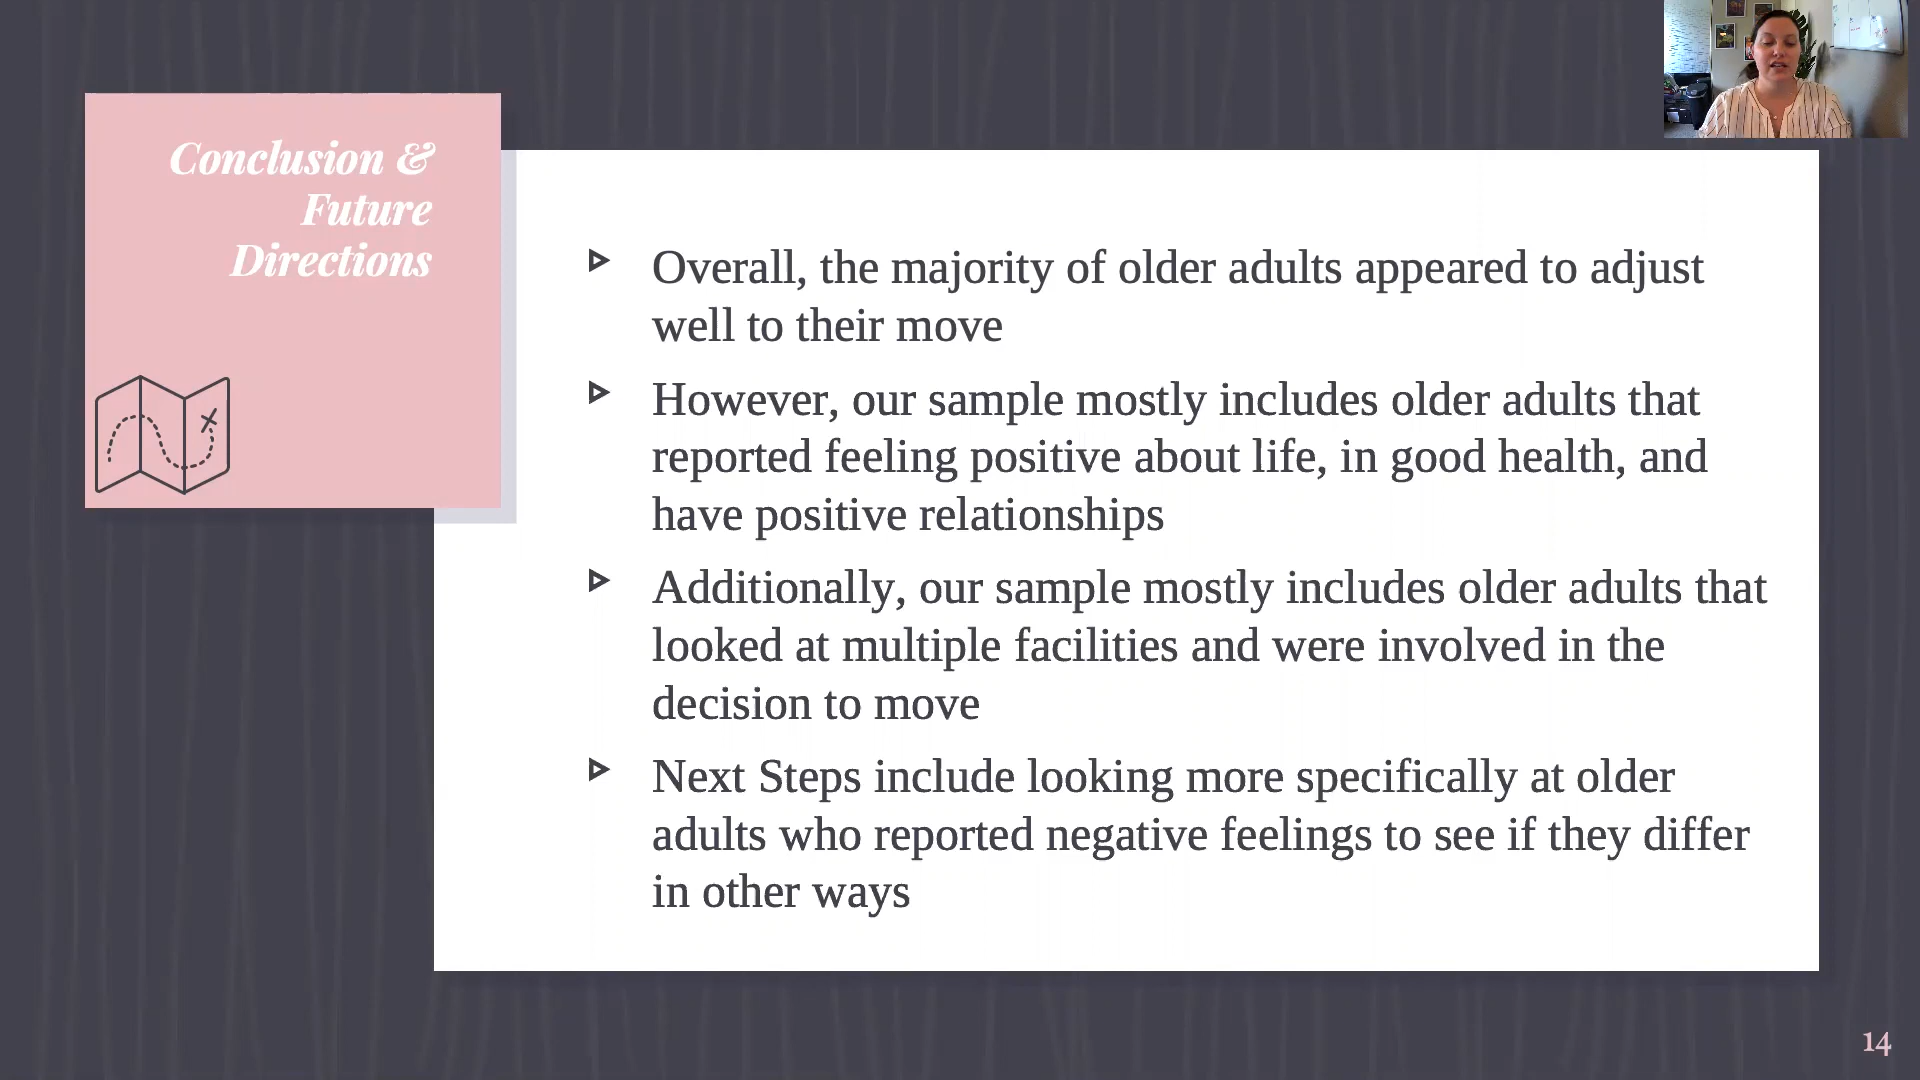 Conclusion &
Future
Directions
Overall, the majority of older adults appeared to adjust
well to their move
However, our sample mostly includes older adults that
reported feeling positive about life, in good health, and
have positive relationships
Additionally, our sample mostly includes older adults that
looked at multiple facilities and were involved in the
decision to move
Next Steps include looking more specifically at older
adults who reported negative feelings to see if they differ
in other ways
14